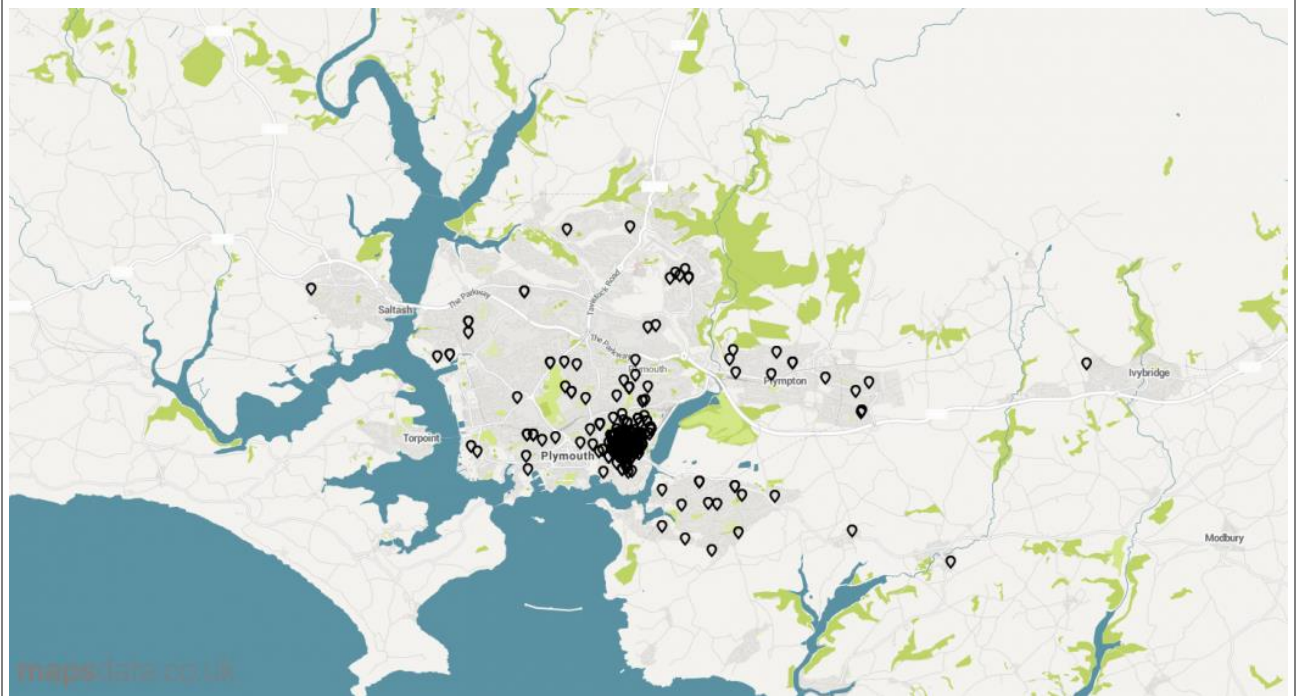 Tavistock Road
The Parkway
Saltash
The Parkway
Plymouth
Plympton
Ivybridge
Torpoint
Plymouth
Modbury
mapsdata.co.uk